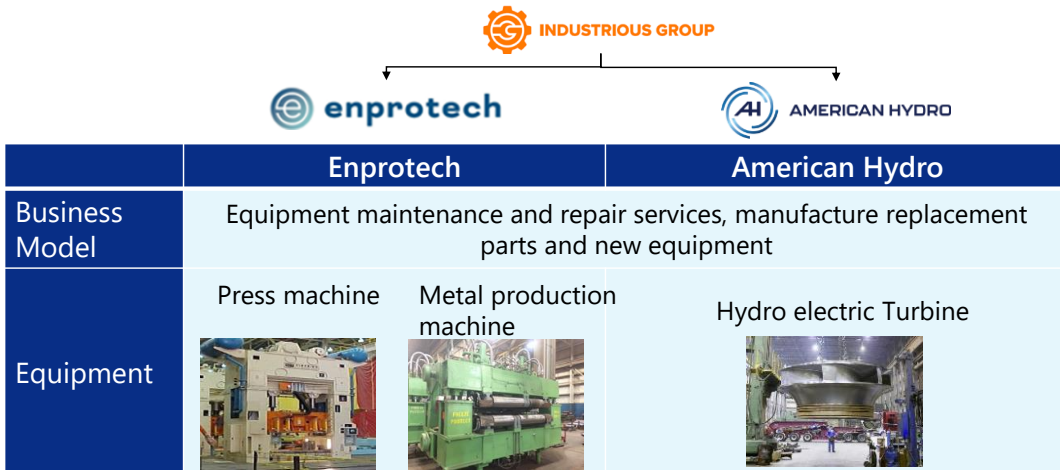 INDUSTRIOUS GROUP
enprotech
AH AMERICAN HYDRO
Enprotech
American Hydro
Business
Model
Equipment maintenance and repair services, manufacture replacement
parts and new equipment
Equipment
Press machine
Metal production
machine
Hydro electric Turbine